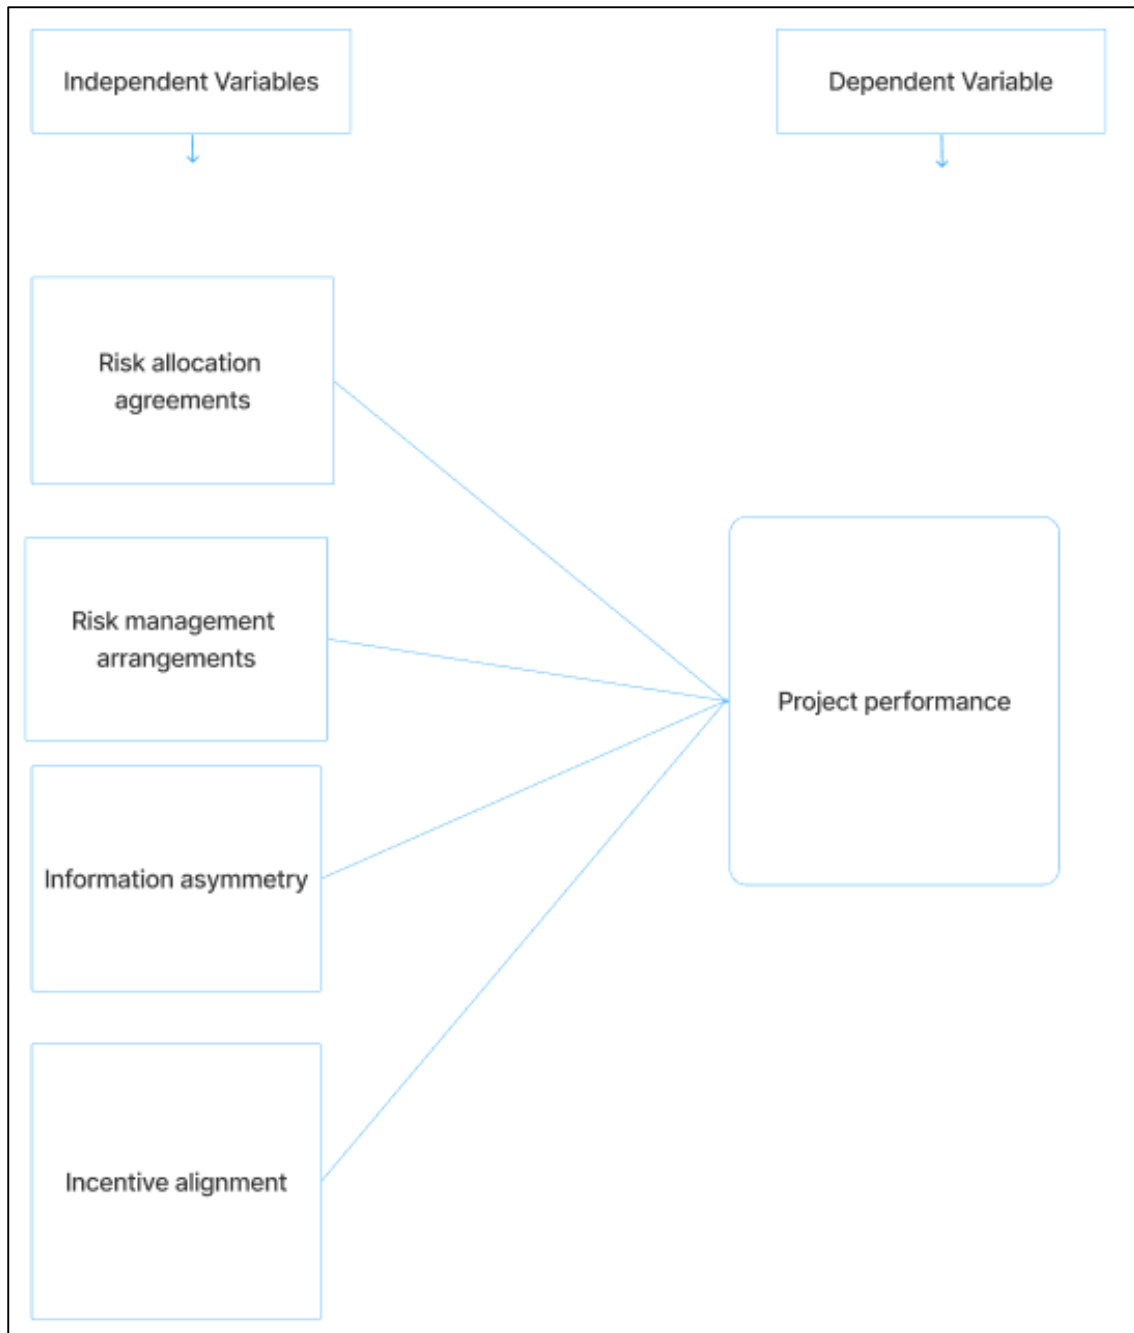 Independent Variables
Dependent Variable
Risk allocation
agreements
Risk management
arrangements
Project performance
Information asymmetry
Incentive alignment